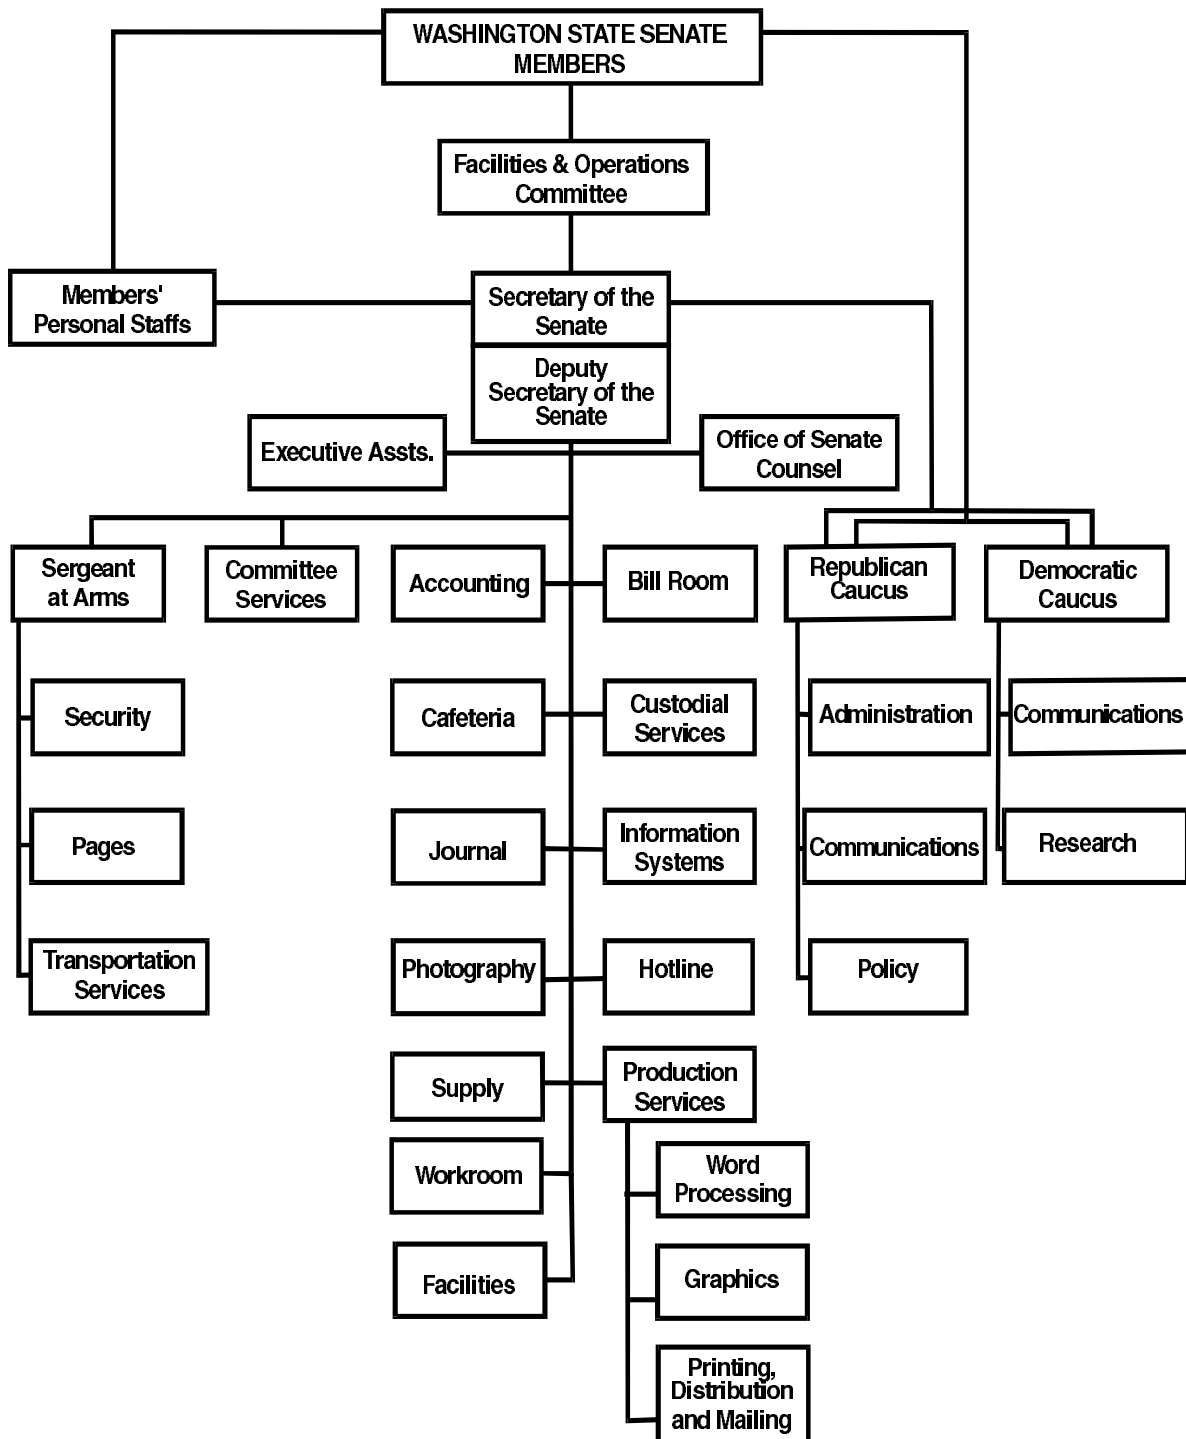 WASHINGTON STATE SENATE
MEMBERS
Facilities & Operations
Committee
Members'
Personal Staffs
Secretary of the
Senate
Deputy
Secretary of the
Senate
Executive Assts.
Office of Senate
Counsel
Sergeant
at Arms
Committee
Services
Accounting
Bill Room
Republican
Caucus
Democratic
Caucus
Security
Cafeteria
Custodial
Services
Administration
Communications
Pages
Journal
Information
Systems
Communications
Research
Transportation
Services
Photography
Hotline
Policy
Supply
Production
Services
Workroom
Word
Processing
Facilities
Graphics
Printing,
Distribution
and Mailing